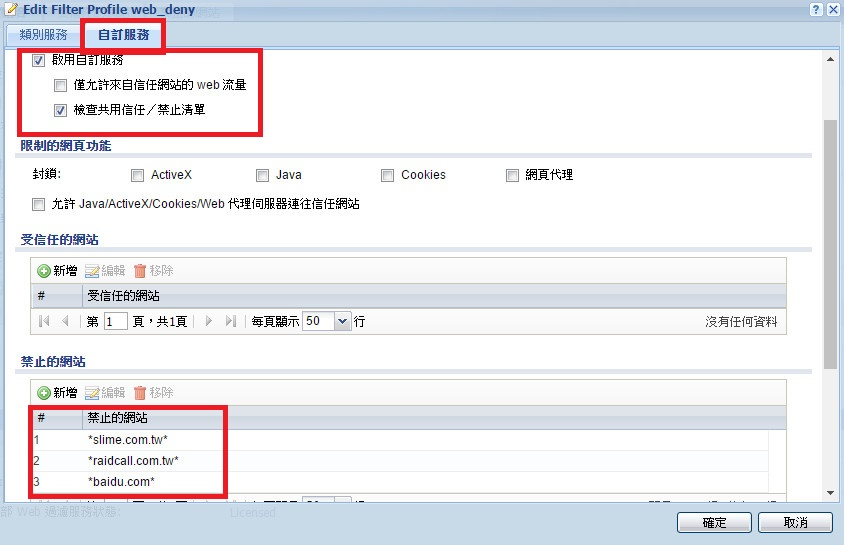 Edit Filter Profile web_deny
類別服務 自訂服務
啟用自訂服務
僅允許來自信任網站的 web 流量
檢查共用信任／禁止清單
限制的網頁功能
封鎖: ActiveX Java Cookies 網頁代理
允許 Java/ActiveX/Cookies/Web 代理伺服器連往信任網站
受信任的網站
新增 編輯 移除
# 受信任的網站
第 1 頁，共1頁 每頁顯示 50 行 沒有任何資料
禁止的網站
新增 編輯 移除
# 禁止的網站
1 *slime.com.tw*
2 *raidcall.com.tw*
3 *baidu.com*
部 Web 過濾服務狀態: Licensed
確定 取消